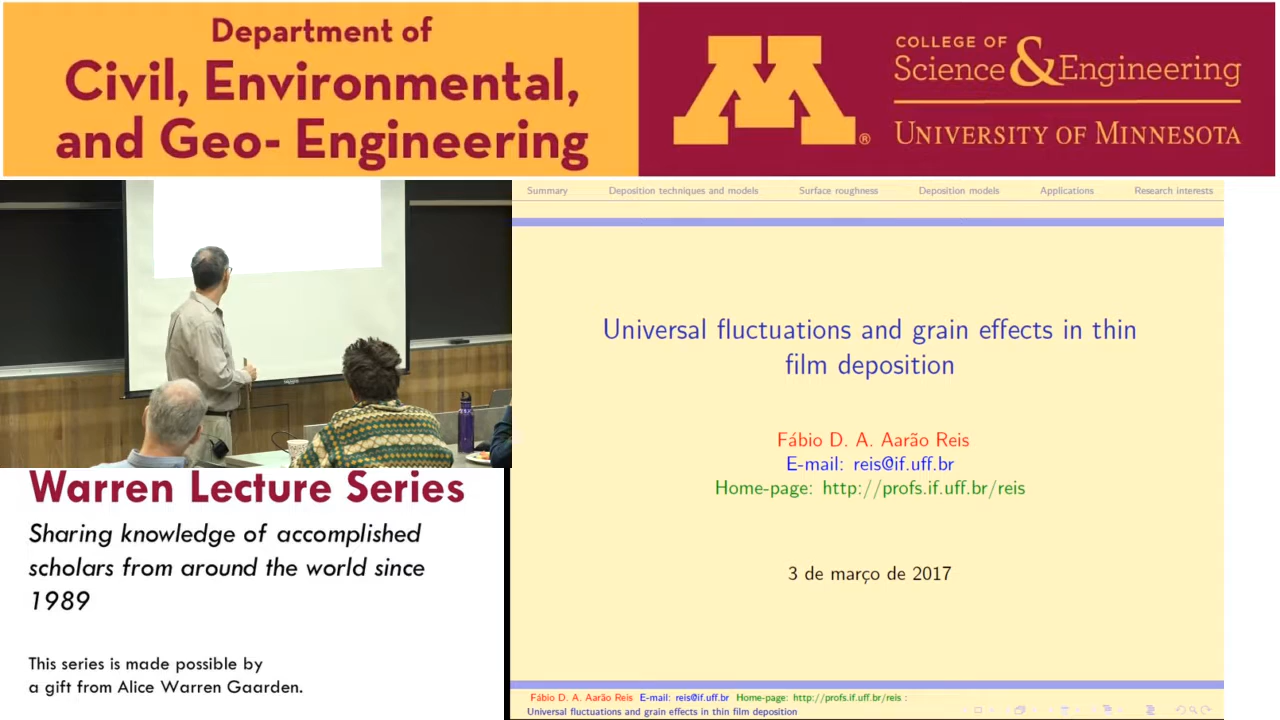 Department of
Civil, Environmental,
and Geo- Engineering
M®
COLLEGE OF
Science & Engineering
UNIVERSITY OF MINNESOTA
Summary Deposition techniques and models Surface roughness Deposition models Applications Research interests
Universal fluctuations and grain effects in thin
film deposition
Fábio D. A. Aarão Reis
E-mail: reis@if.uff.br
Home-page: http://profs.if.uff.br/reis
3 de março de 2017
Fábio D. A. Aarão Reis E-mail: reis@if.uff.br Home-page: http://profs.if.uff.br/reis :
Universal fluctuations and grain effects in thin film deposition
Warren Lecture Series
Sharing knowledge of accomplished
scholars from around the world since
1989
This series is made possible by
a gift from Alice Warren Gaarden.